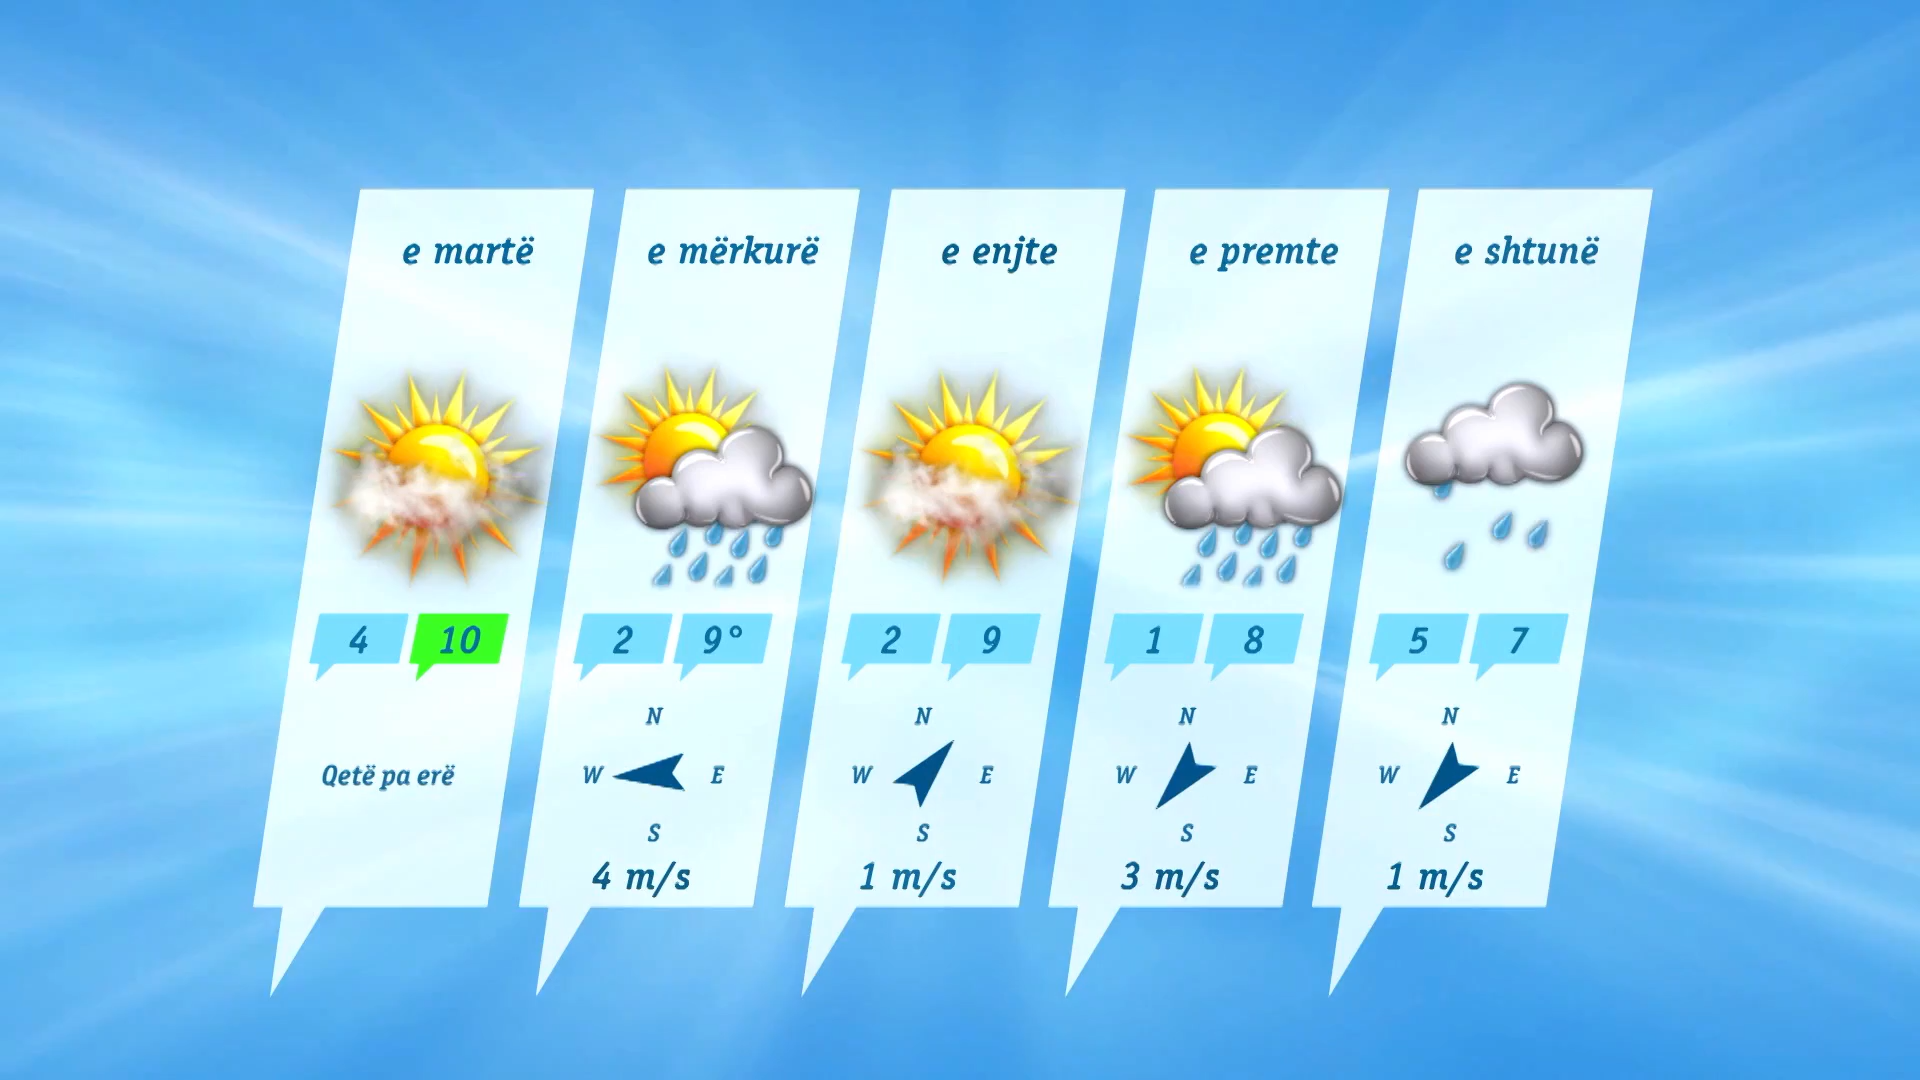 e martë
4 10
Qetë pa erë
e mërkurë
2 9°
N
W E
S
4 m/s
e enjte
2 9
N
W E
S
1 m/s
e premte
1 8
N
W E
S
3 m/s
e shtunë
5 7
N
W E
S
1 m/s